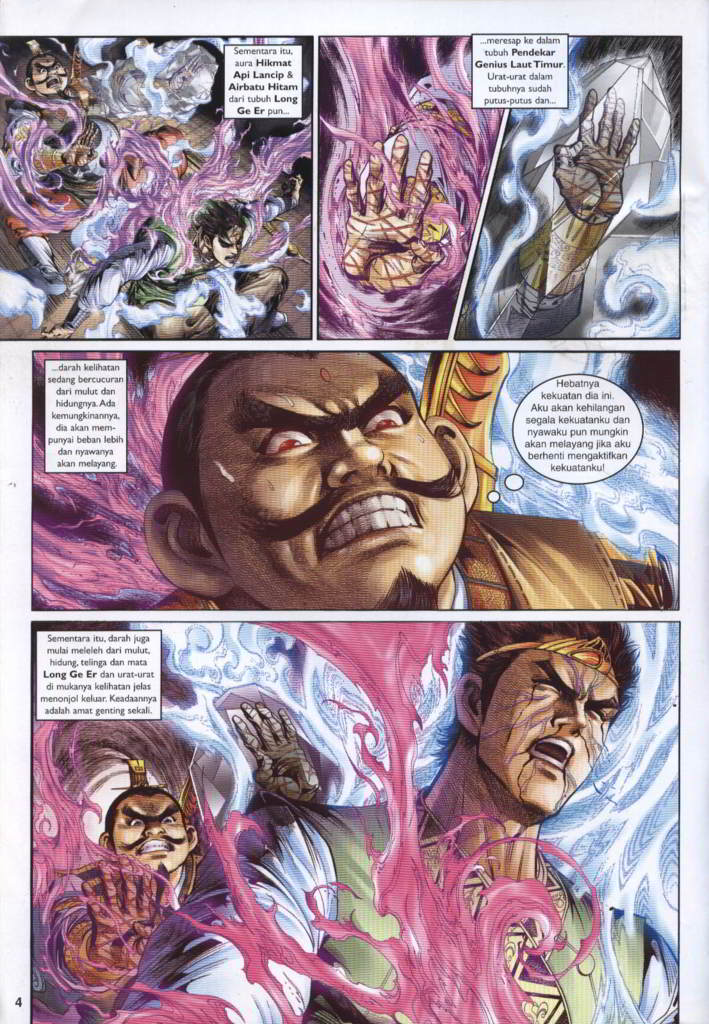 Sementara itu,
aura Hikmat
Api Lancip &
Airbatu Hitam
dari tubuh Long
Ge Er pun...
...meresap ke dalam
tubuh Pendekar
Genius Laut Timur.
Urat-urat dalam
tubuhnya sudah
putus-putus dan...
...darah kelihatan
sedang bercucuran
dari mulut dan
hidungnya. Ada
kemungkinannya,
dia akan mem-
punyai beban lebih
dan nyawanya
akan melayang.
Hebatnya
kekuatan dia ini.
Aku akan kehilangan
segala kekuatanku dan
nyawaku pun mungkin
akan melayang jika aku
berhenti mengaktifkan
kekuatanku!
Sementara itu, darah juga
mulai meleleh dari mulut,
hidung, telinga dan mata
Long Ge Er dan urat-urat
di mukanya kelihatan jelas
menonjol keluar. Keadaannya
adalah amat genting sekali.
4